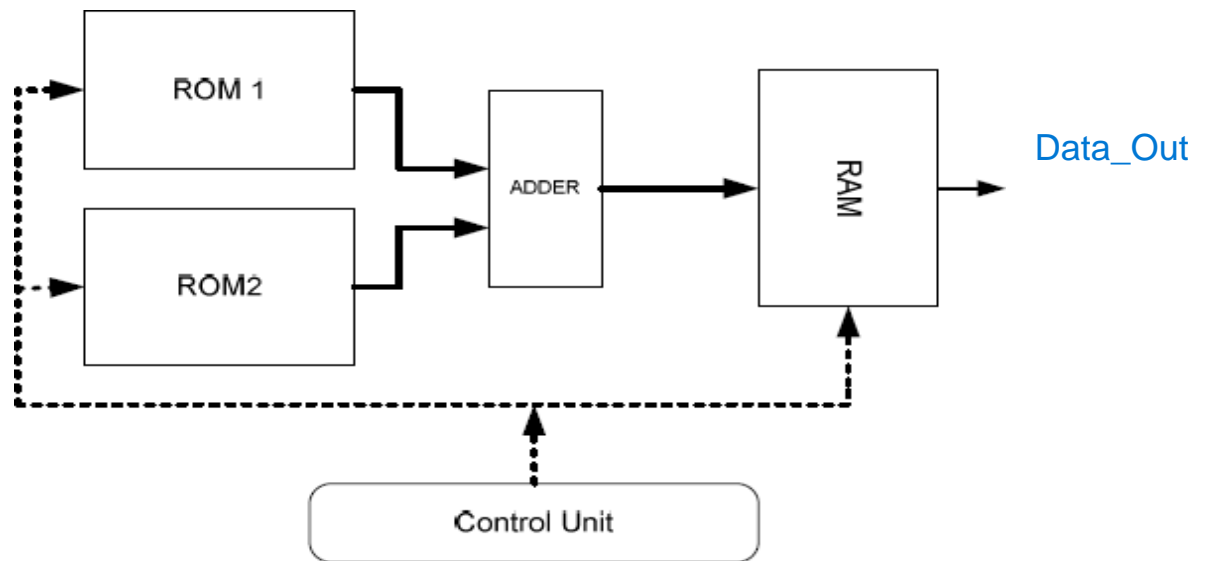 ROM 1
ROM2
ADDER
RAM
Data_Out
Control Unit